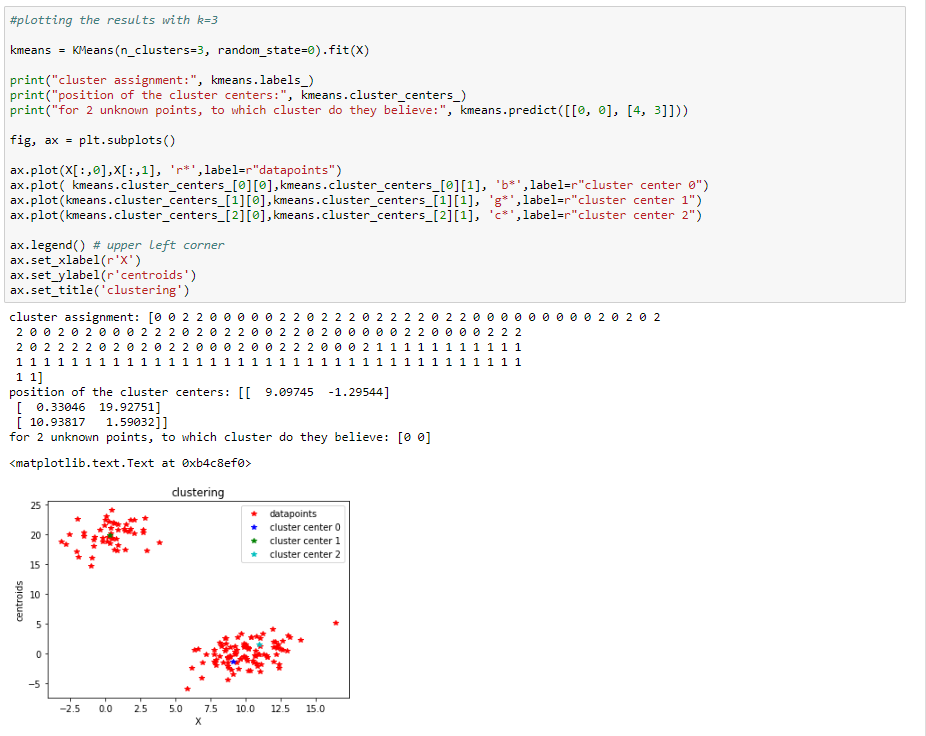 #plotting the results with k=3
kmeans = KMeans(n_clusters=3, random_state=0).fit(X)
print("cluster assignment:", kmeans.labels_)
print("position of the cluster centers:", kmeans.cluster_centers_)
print("for 2 unknown points, to which cluster do they believe:", kmeans.predict([[0, 0], [4, 3]]))
fig, ax = plt.subplots()
ax.plot(X[:,0],X[:,1], 'r*',label=r"datapoints")
ax.plot( kmeans.cluster_centers_[0][0],kmeans.cluster_centers_[0][1], 'b*',label=r"cluster center 0")
ax.plot(kmeans.cluster_centers_[1][0],kmeans.cluster_centers_[1][1], 'g*',label=r"cluster center 1")
ax.plot(kmeans.cluster_centers_[2][0],kmeans.cluster_centers_[2][1], 'c*',label=r"cluster center 2")
ax.legend() # upper left corner
ax.set_xlabel(r'X')
ax.set_ylabel(r'centroids')
ax.set_title('clustering')
cluster assignment: [0 0 2 2 0 0 0 0 0 2 2 0 2 2 2 0 2 2 2 2 0 2 2 0 0 0 0 0 0 0 0 0 2 0 2 0 2
2 0 0 2 0 2 0 0 0 2 2 2 0 2 0 2 2 0 0 2 0 0 0 0 0 2 2 0 0 0 0 2 2 2
2 0 2 2 2 2 0 2 0 2 0 2 2 0 0 0 2 0 0 2 2 2 0 0 0 2 1 1 1 1 1 1 1 1 1 1 1
1 1 1 1 1 1 1 1 1 1 1 1 1 1 1 1 1 1 1 1 1 1 1 1 1 1 1 1 1 1 1 1 1 1 1 1 1
1 1]
position of the cluster centers: [[ 9.09745 -1.29544]
[ 0.33046 19.92751]
[ 10.93817 1.59032]]
for 2 unknown points, to which cluster do they believe: [0 0]
<matplotlib.text.Text at 0xb4c8ef0>
clustering
25
20
15
10
5
0
−5
centroids
datapoints
cluster center 0
cluster center 1
cluster center 2
−2.5 0.0 2.5 5.0 7.5 10.0 12.5 15.0
X